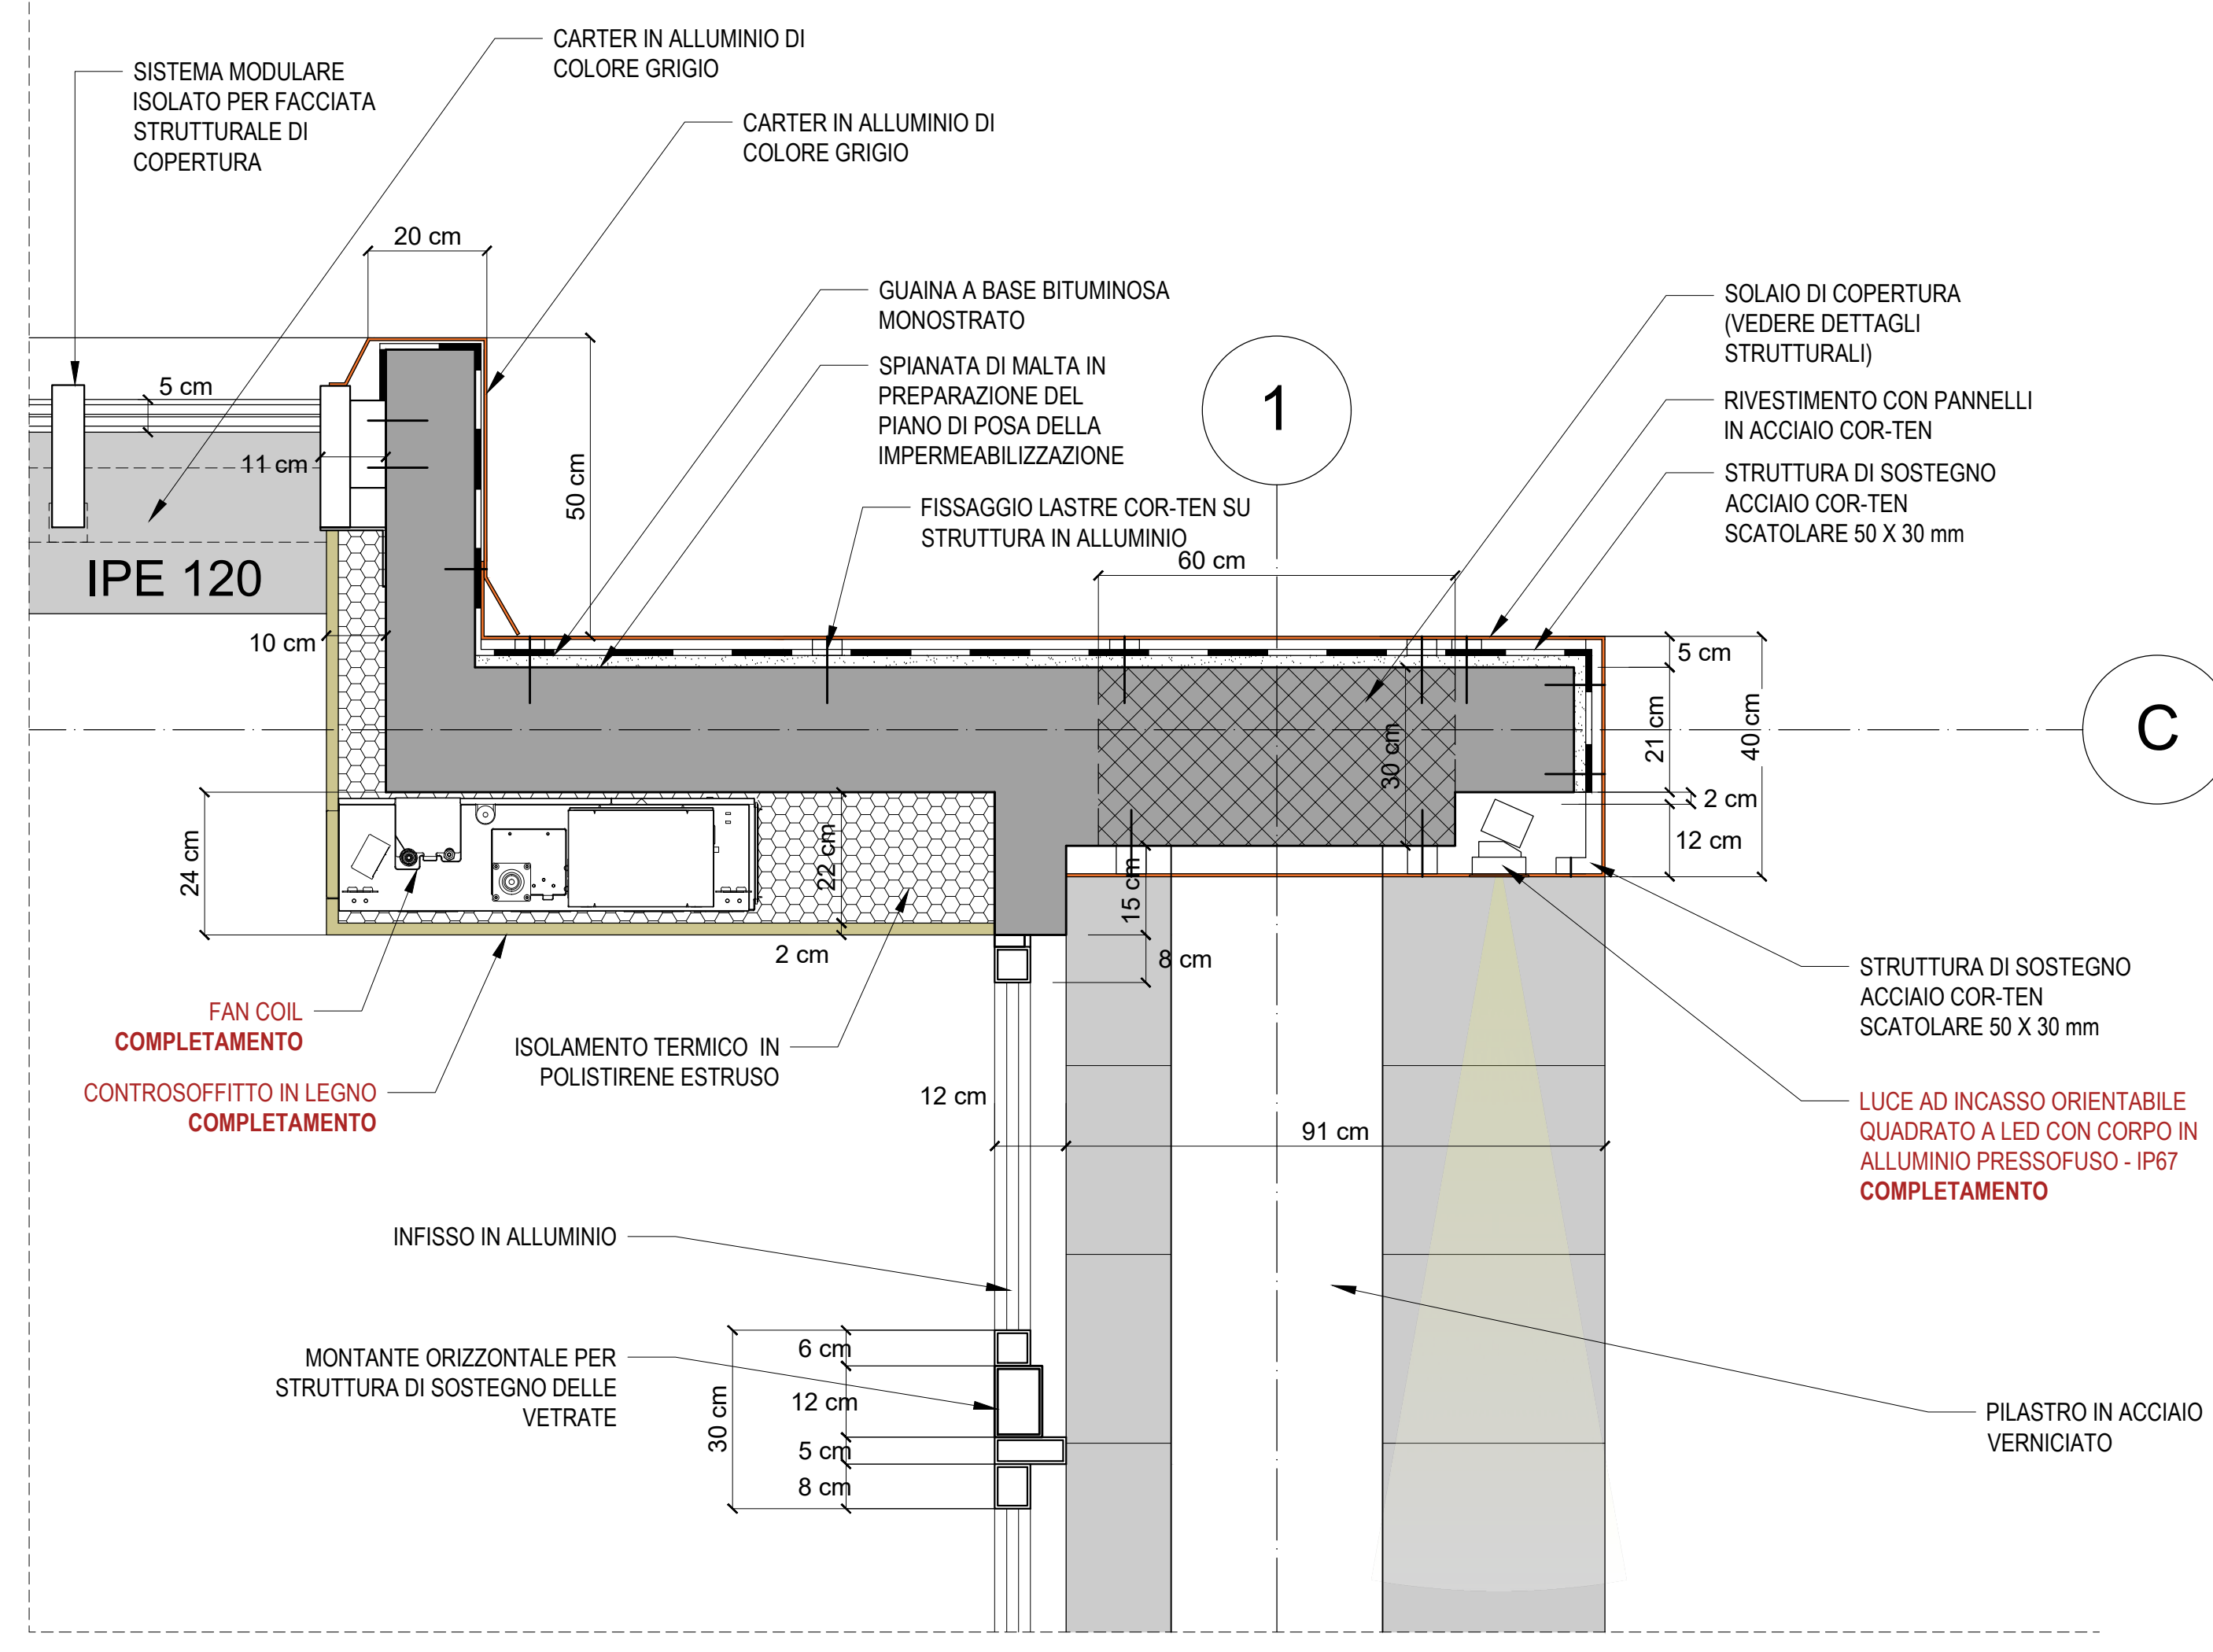 CARTER IN ALLUMINIO DI
COLORE GRIGIO
SISTEMA MODULARE
ISOLATO PER FACCIATA
STRUTTURALE DI
COPERTURA
CARTER IN ALLUMINIO DI
COLORE GRIGIO
20 cm
GUAINA A BASE BITUMINOSA
MONOSTRATO
SPIANATA DI MALTA IN
PREPARAZIONE DEL
PIANO DI POSA DELLA
IMPERMEABILIZZAZIONE
FISSAGGIO LASTRE COR-TEN SU
STRUTTURA IN ALLUMINIO
1
SOLAIO DI COPERTURA
(VEDERE DETTAGLI
STRUTTURALI)
RIVESTIMENTO CON PANNELLI
IN ACCIAIO COR-TEN
STRUTTURA DI SOSTEGNO
ACCIAIO COR-TEN
SCATOLARE 50 X 30 mm
5 cm
11 cm
50 cm
60 cm
IPE 120
10 cm
5 cm
21 cm
40 cm
30 cm
C
2 cm
12 cm
24 cm
22 cm
15 cm
2 cm
8 cm
FAN COIL
COMPLETAMENTO
CONTROSOFFITTO IN LEGNO
COMPLETAMENTO
ISOLAMENTO TERMICO IN
POLISTIRENE ESTRUSO
STRUTTURA DI SOSTEGNO
ACCIAIO COR-TEN
SCATOLARE 50 X 30 mm
12 cm
91 cm
LUCE AD INCASSO ORIENTABILE
QUADRATO A LED CON CORPO IN
ALLUMINIO PRESSOFUSO - IP67
COMPLETAMENTO
INFISSO IN ALLUMINIO
MONTANTE ORIZZONTALE PER
STRUTTURA DI SOSTEGNO DELLE
VETRATE
30 cm
6 cm
12 cm
5 cm
8 cm
PILASTRO IN ACCIAIO
VERNICIATO